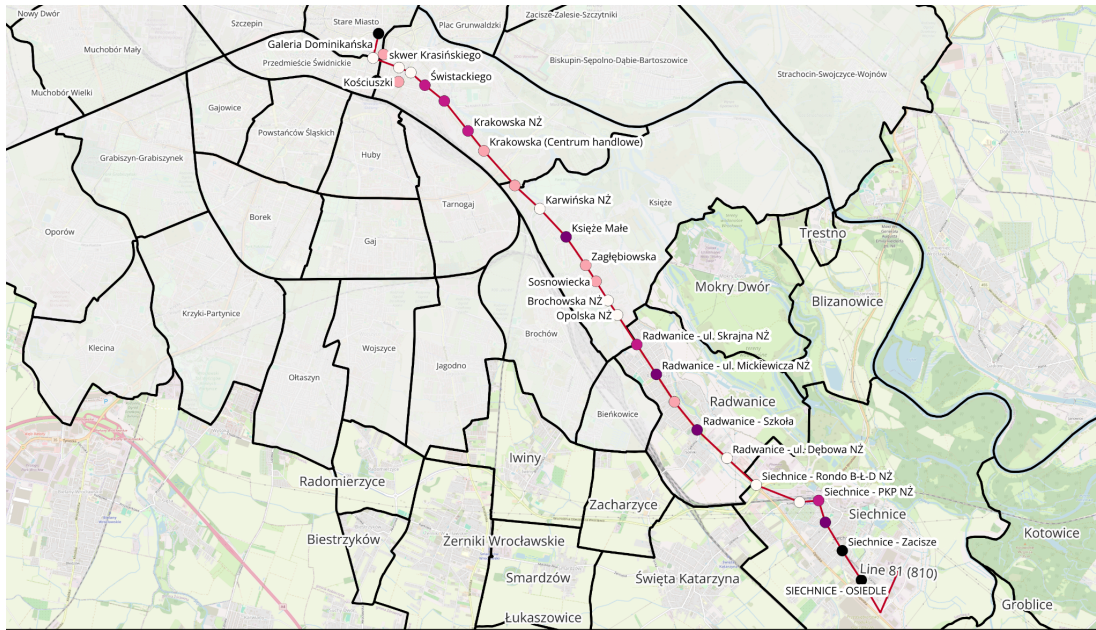 Nowy Dwór
Szczepin
Stare Miasto
Plac Grunwaldzki
Zacisze-Zalesie-Szczytniki
Muchobór Mały
Galeria Dominikańska
skwer Krasińskiego
Przedmieście Świdnickie
Biskupin-Sępolno-Dąbie-Bartoszowice
Strachocin-Swojczyce-Wojnów
Muchobór Wielki
Kościuszki
Świstackiego
Gajowice
Powstańców Śląskich
Krakowska NŻ
Krakowska (Centrum handlowe)
Grabiszyn-Grabiszynek
Huby
Karwińska NŻ
Księże
Tarnogaj
Borek
Księże Małe
Oporów
Gaj
Trestno
Zagłębiowska
Sosnowiecka
Mokry Dwór
Brochowska NŻ
Blizanowice
Krzyki-Partynice
Opolska NŻ
Brochów
Radwanice - ul. Skrajna NŻ
Klecina
Wojszyce
Jagodno
Radwanice - ul. Mickiewicza NŻ
Ołtaszyn
Radwanice
Bieńkowice
Radwanice - Szkoła
Radwanice - ul. Dębowa NŻ
Iwiny
Siechnice - Rondo B-Ł-D NŻ
Radomierzyce
Siechnice - PKP NŻ
Zacharzyce
Siechnice
Kotowice
Biestrzyków
Żerniki Wrocławskie
Siechnice - Zacisze
Line 81 (810)
Smardzów
Święta Katarzyna
SIECHNICE - OSIEDLE
Groblice
Łukaszowice